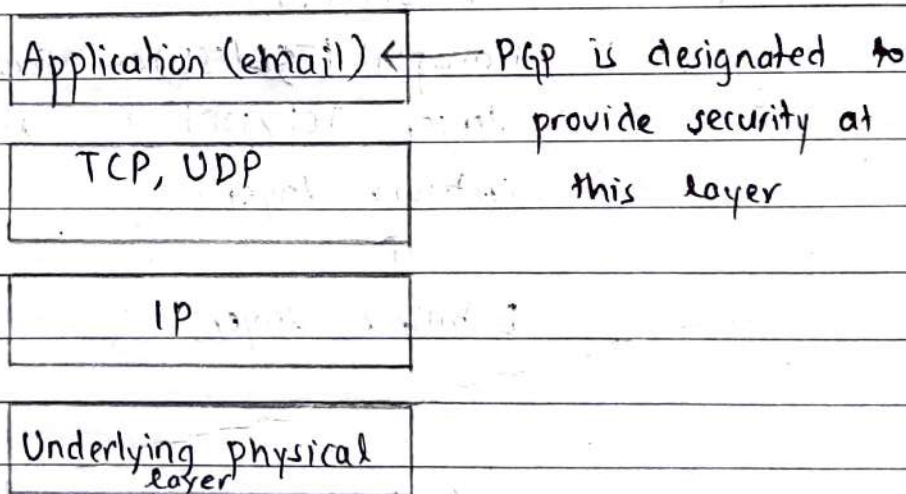 Application (email) ← PGP is designated to
provide security at
this layer
TCP, UDP
IP
Underlying physical
layer